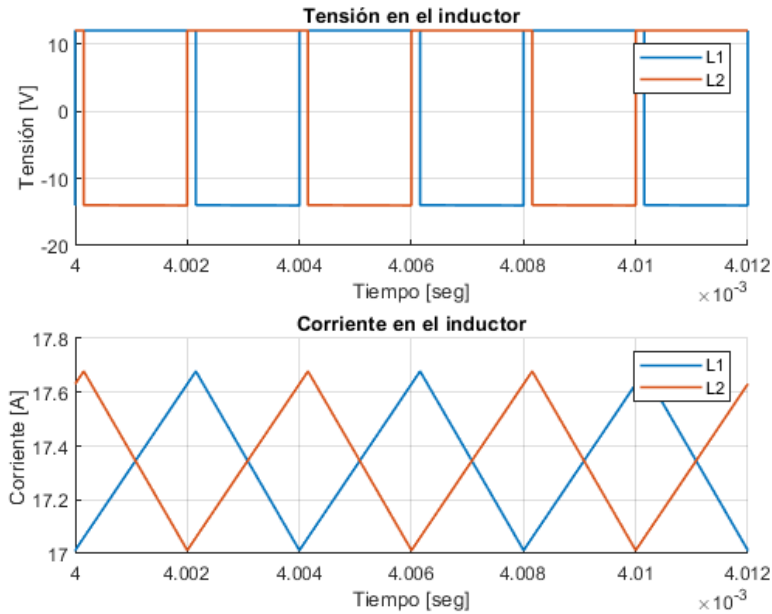 Tensión en el inductor
10
0
-10
-20
Tensión [V]
L1
L2
4 4.002 4.004 4.006 4.008 4.01 4.012
Tiempo [seg]
×10-3
Corriente en el inductor
17.8
17.6
17.4
17.2
17
Corriente [A]
L1
L2
4 4.002 4.004 4.006 4.008 4.01 4.012
Tiempo [seg]
×10-3